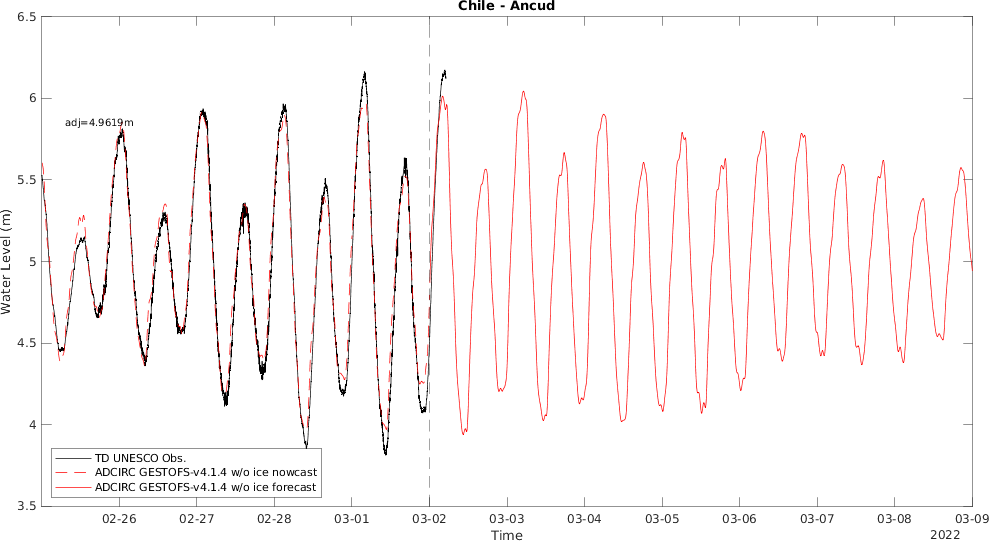 Chile - Ancud
6.5
6
5.5
5
4.5
4
3.5
Water Level (m)
adj=4.9619m
TD UNESCO Obs.
ADCIRC GESTOFS-v4.1.4 w/o ice nowcast
ADCIRC GESTOFS-v4.1.4 w/o ice forecast
02-26 02-27 02-28 03-01 03-02 03-03 03-04 03-05 03-06 03-07 03-08 03-09
Time
2022